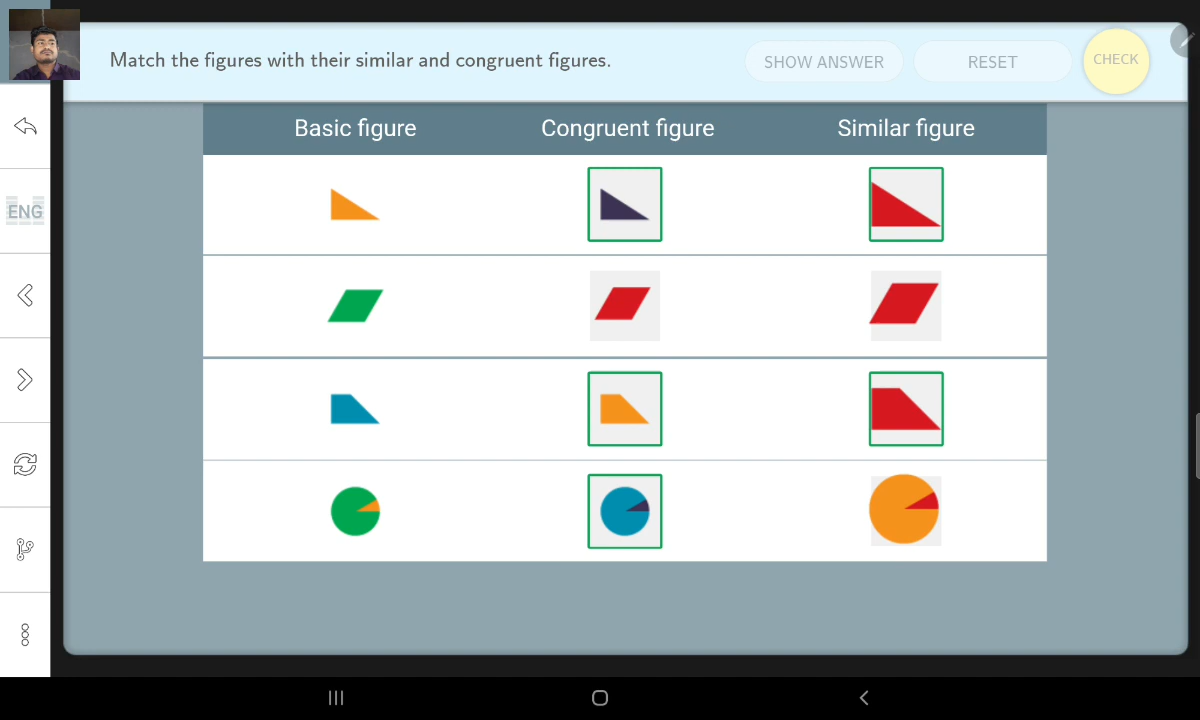 Match the figures with their similar and congruent figures.
SHOW ANSWER
RESET
CHECK
ENG
Basic figure
Congruent figure
Similar figure